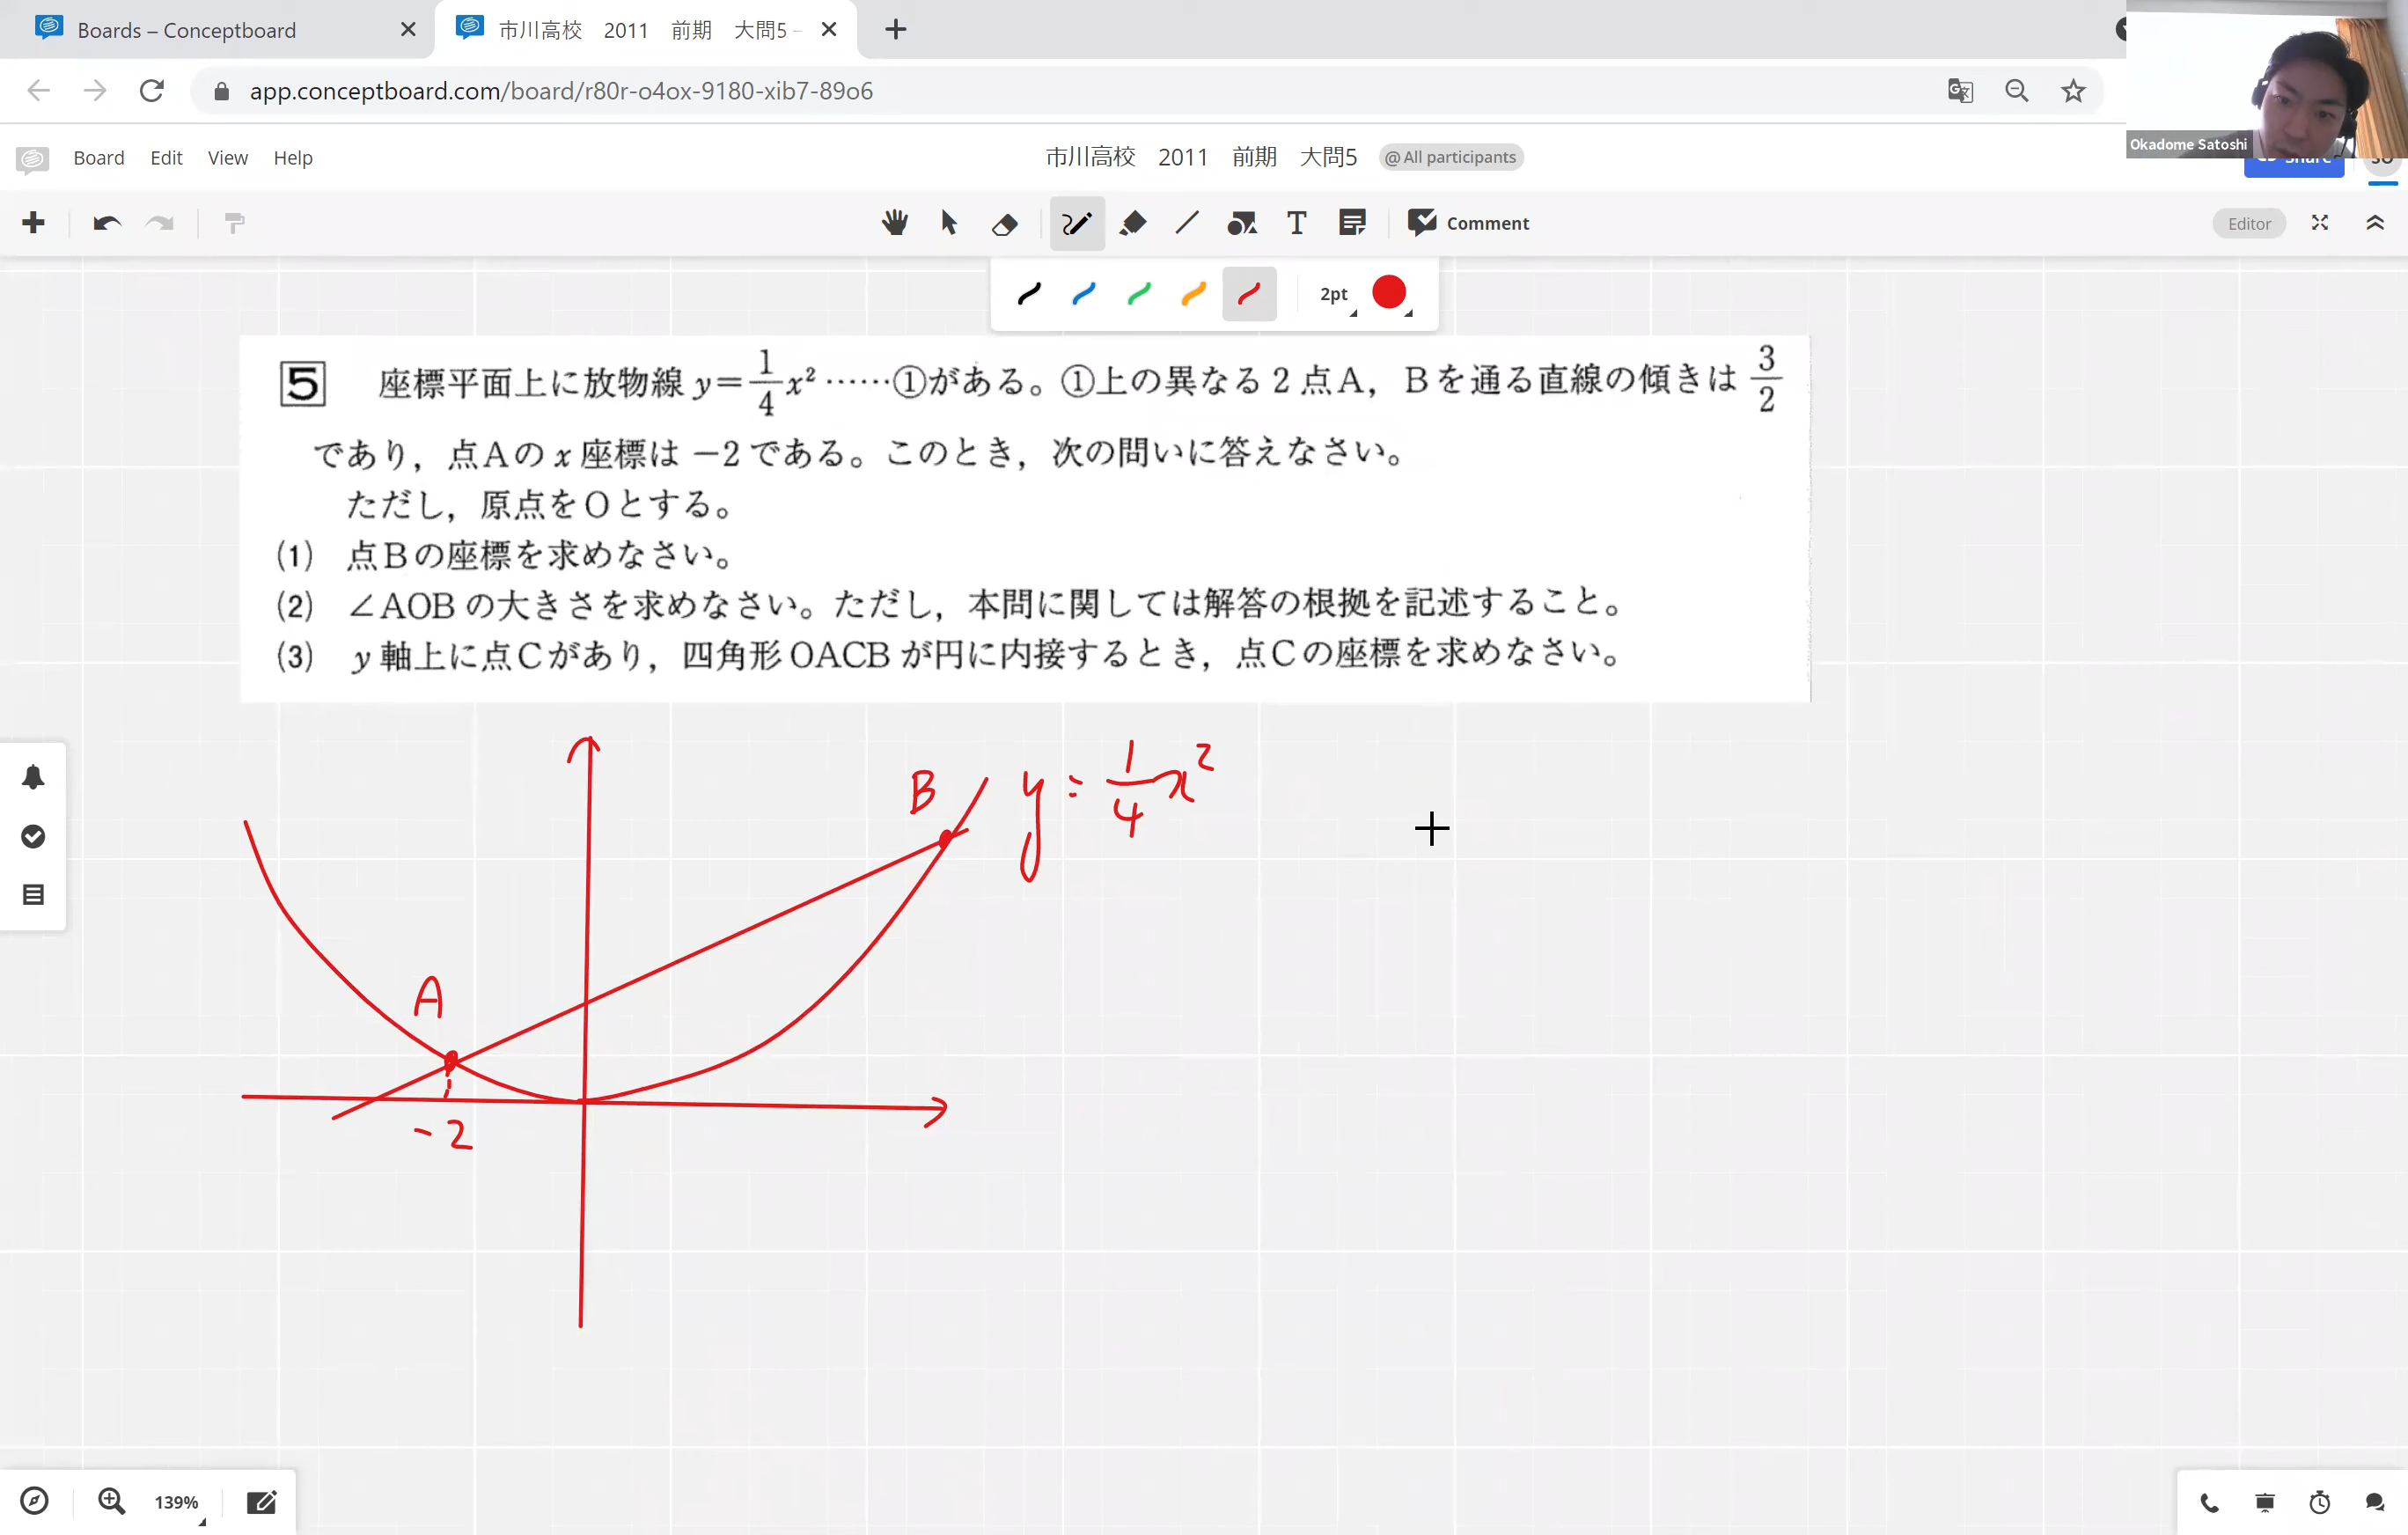 Boards – Conceptboard
市川高校 2011 前期 大問5 –
app.conceptboard.com/board/r80r-o4ox-9180-xib7-89o6
Okadome Satoshi
Board Edit View Help
市川高校 2011 前期 大問5 @All participants
Comment
Editor
2pt
5 座標平面上に放物線 y=1/4x² ……①がある。①上の異なる2点A，Bを通る直線の傾きは 3/2
であり，点Aの x 座標は −2 である。このとき，次の問いに答えなさい。
ただし，原点をOとする。
(1) 点Bの座標を求めなさい。
(2) ∠AOB の大きさを求めなさい。ただし，本問に関しては解答の根拠を記述すること。
(3) y 軸上に点Cがあり，四角形 OACB が円に内接するとき，点Cの座標を求めなさい。
B y = 1/4 x²
A
-2
139%